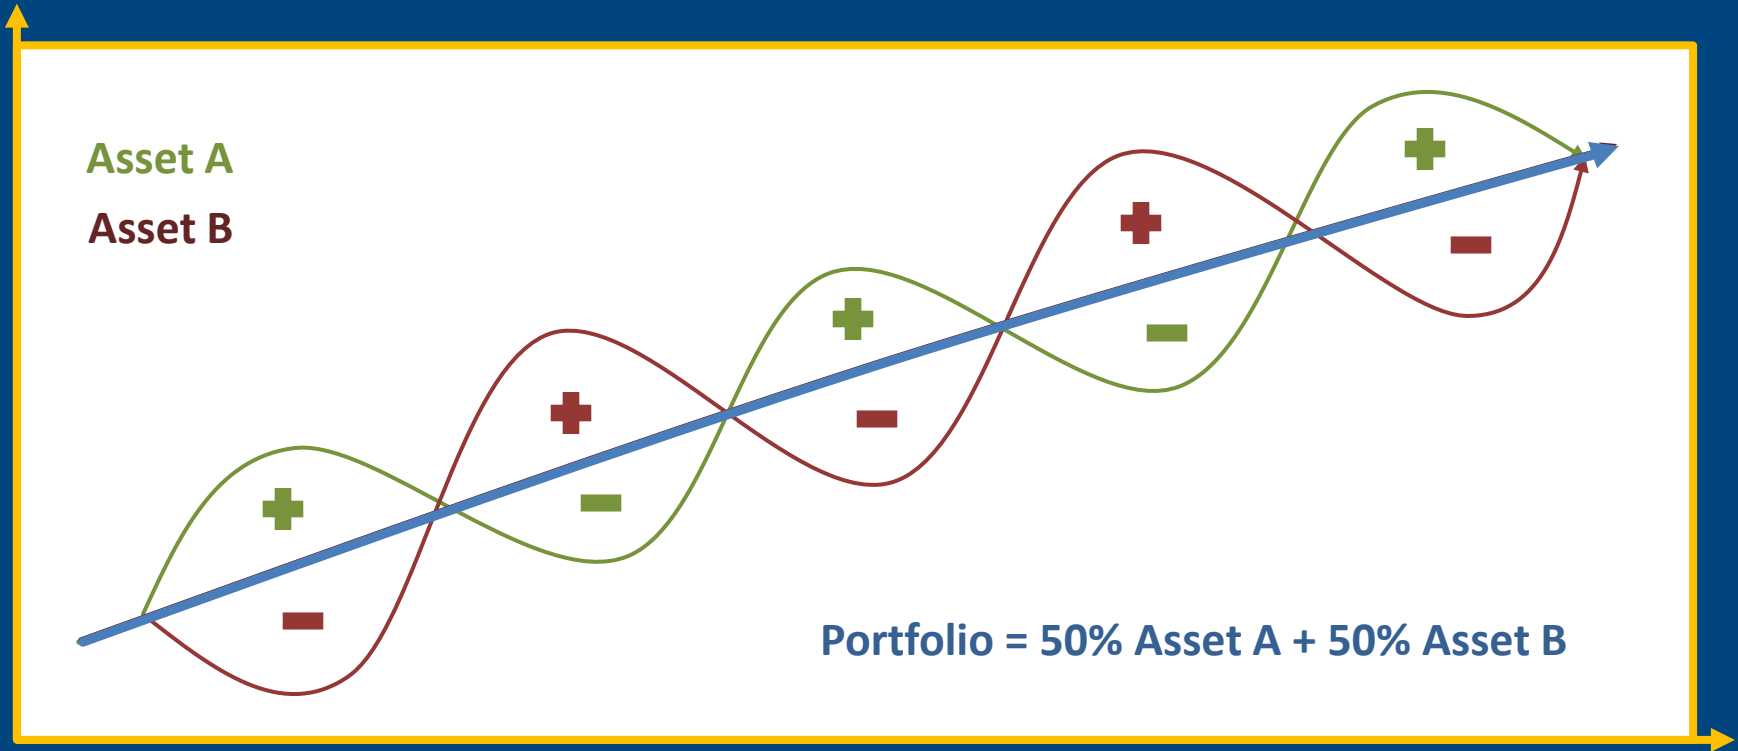 Asset A
Asset B
Portfolio = 50% Asset A + 50% Asset B